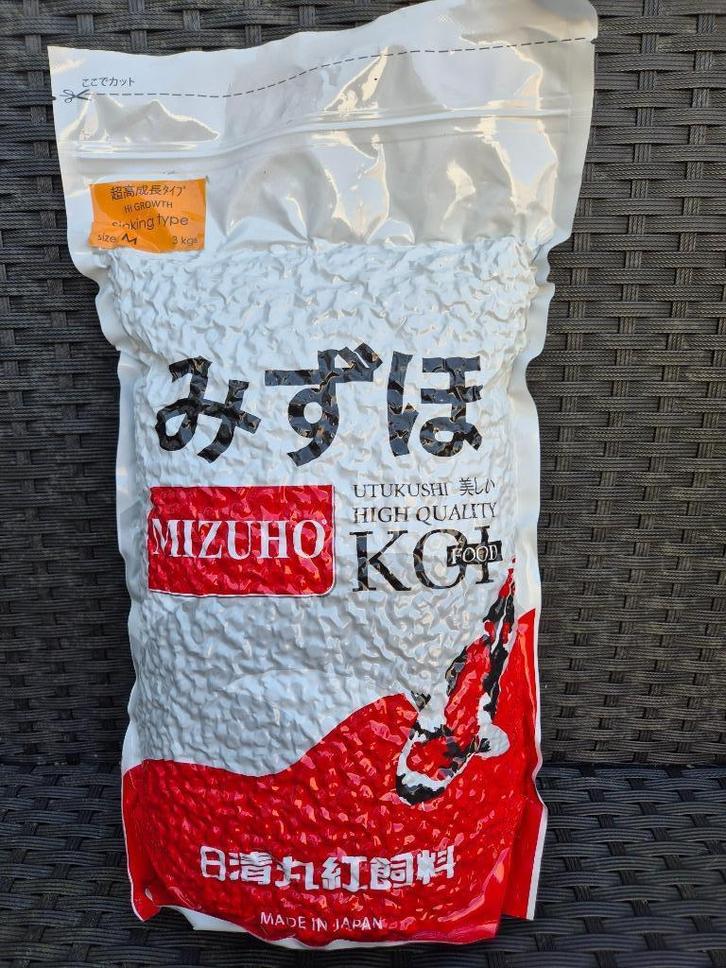 ここでカット
超高成長タイプ
Hi GROWTH
Sinking type
size M 3 kgs
みずほ
MIZUHO
UTUKUSHI 美しい
HIGH QUALITY
KOI
FOOD
日清丸紅飼料
MADE IN JAPAN